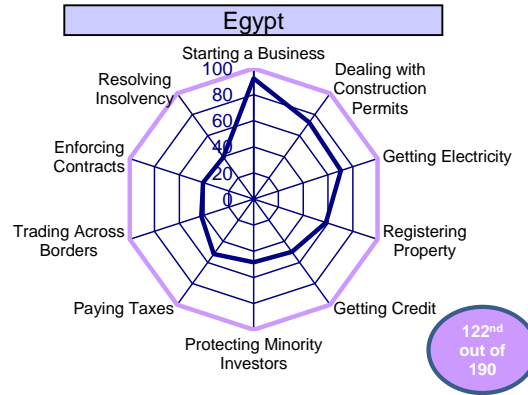 Egypt
Starting a Business
Dealing with
Construction
Permits
Getting Electricity
Registering
Property
Getting Credit
Protecting Minority
Investors
Paying Taxes
Trading Across
Borders
Enforcing
Contracts
Resolving
Insolvency
100
80
60
40
20
0
122nd
out of
190